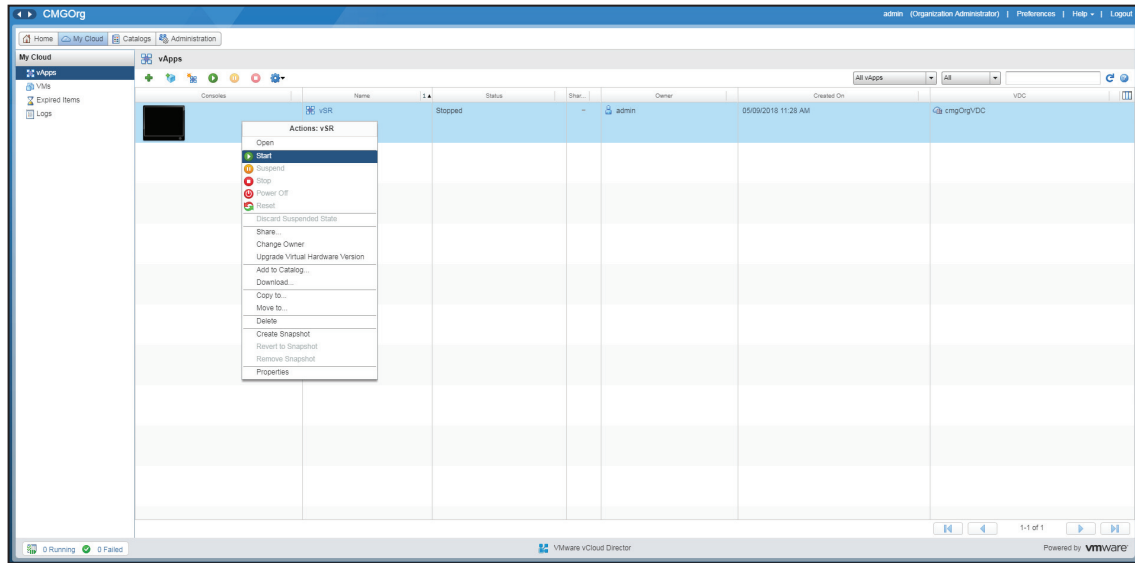 CMGOrg
admin (Organization Administrator) | Preferences | Help | Logout
Home My Cloud Catalogs Administration
My Cloud
vApps
VMs
Expired Items
Logs
vApps
All vApps All
Consoles Name 1 Status Shar... Owner Created On VDC
vSR Stopped - admin 05/09/2018 11:28 AM cmgOrgVDC
Actions: vSR
Open
Start
Suspend
Stop
Power Off
Reset
Discard Suspended State
Share...
Change Owner
Upgrade Virtual Hardware Version
Add to Catalog...
Download...
Copy to...
Move to...
Delete
Create Snapshot
Revert to Snapshot
Remove Snapshot
Properties
1-1 of 1
0 Running 0 Failed
VMware vCloud Director
Powered by vmware